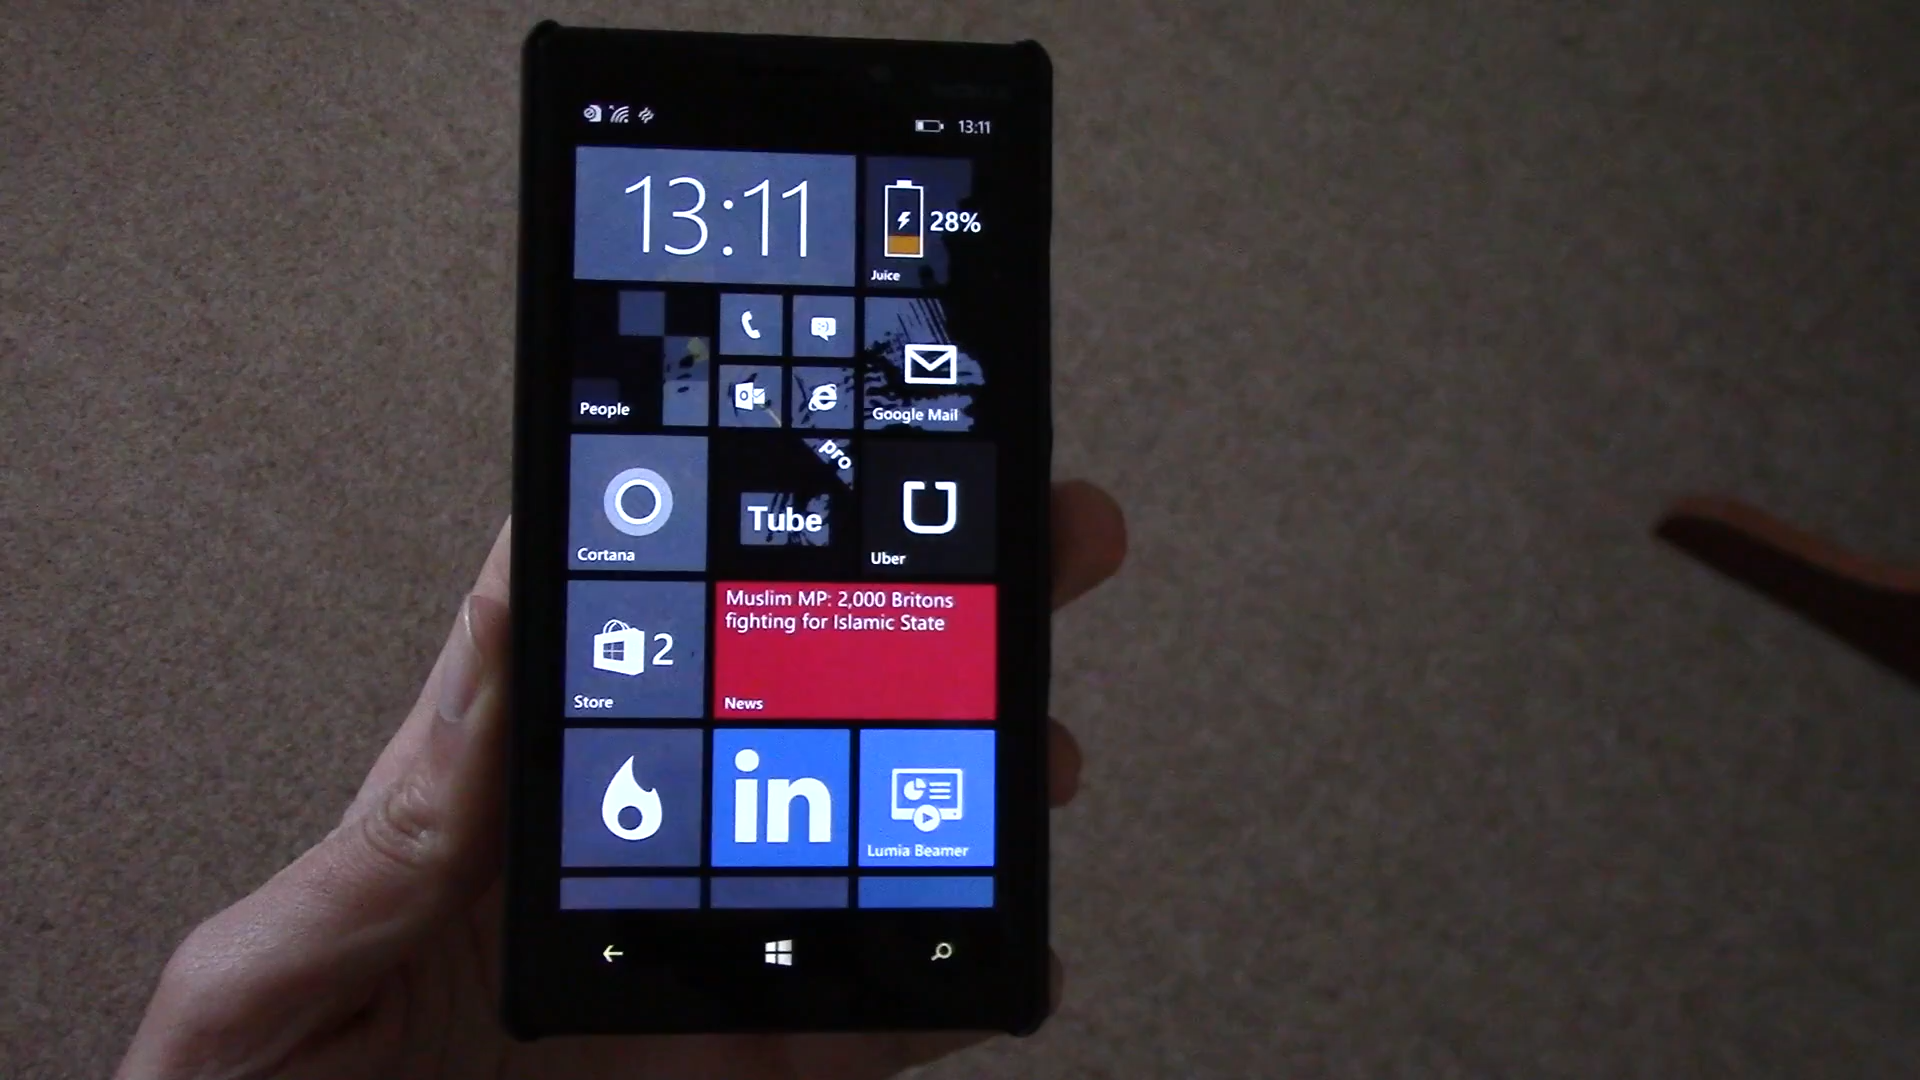 13:11
13:11
28%
Juice
People
Google Mail
pro
Tube
Cortana
Uber
Muslim MP: 2,000 Britons
fighting for Islamic State
2
Store
News
in
Lumia Beamer